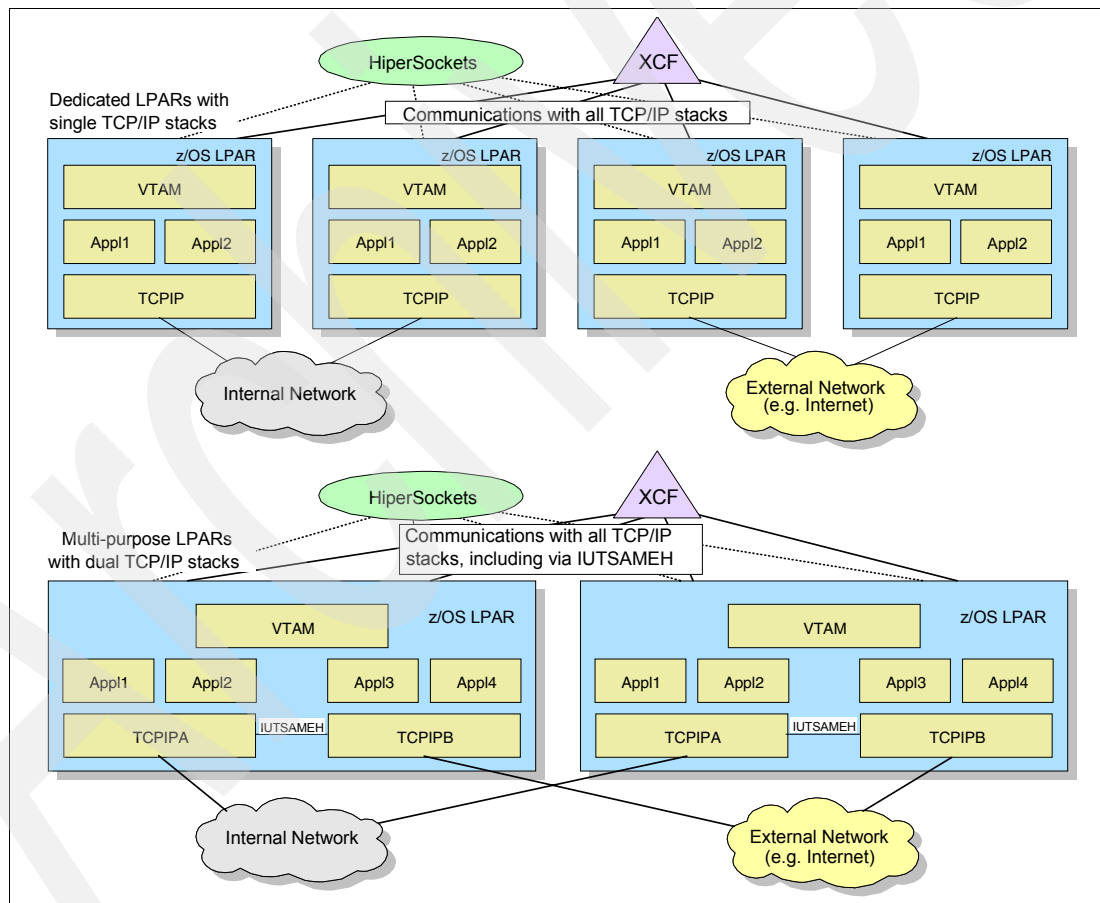 HiperSockets
XCF
Dedicated LPARs with
single TCP/IP stacks
Communications with all TCP/IP stacks
z/OS LPAR
VTAM
Appl1
Appl2
TCPIP
z/OS LPAR
VTAM
Appl1
Appl2
TCPIP
z/OS LPAR
VTAM
Appl1
Appl2
TCPIP
z/OS LPAR
VTAM
Appl1
Appl2
TCPIP
Internal Network
External Network
(e.g. Internet)
HiperSockets
XCF
Multi-purpose LPARs
with dual TCP/IP stacks
Communications with all TCP/IP
stacks, including via IUTSAMEH
z/OS LPAR
VTAM
Appl1
Appl2
Appl3
Appl4
TCPIPA
IUTSAMEH
TCPIPB
z/OS LPAR
VTAM
Appl1
Appl2
Appl3
Appl4
TCPIPA
IUTSAMEH
TCPIPB
Internal Network
External Network
(e.g. Internet)